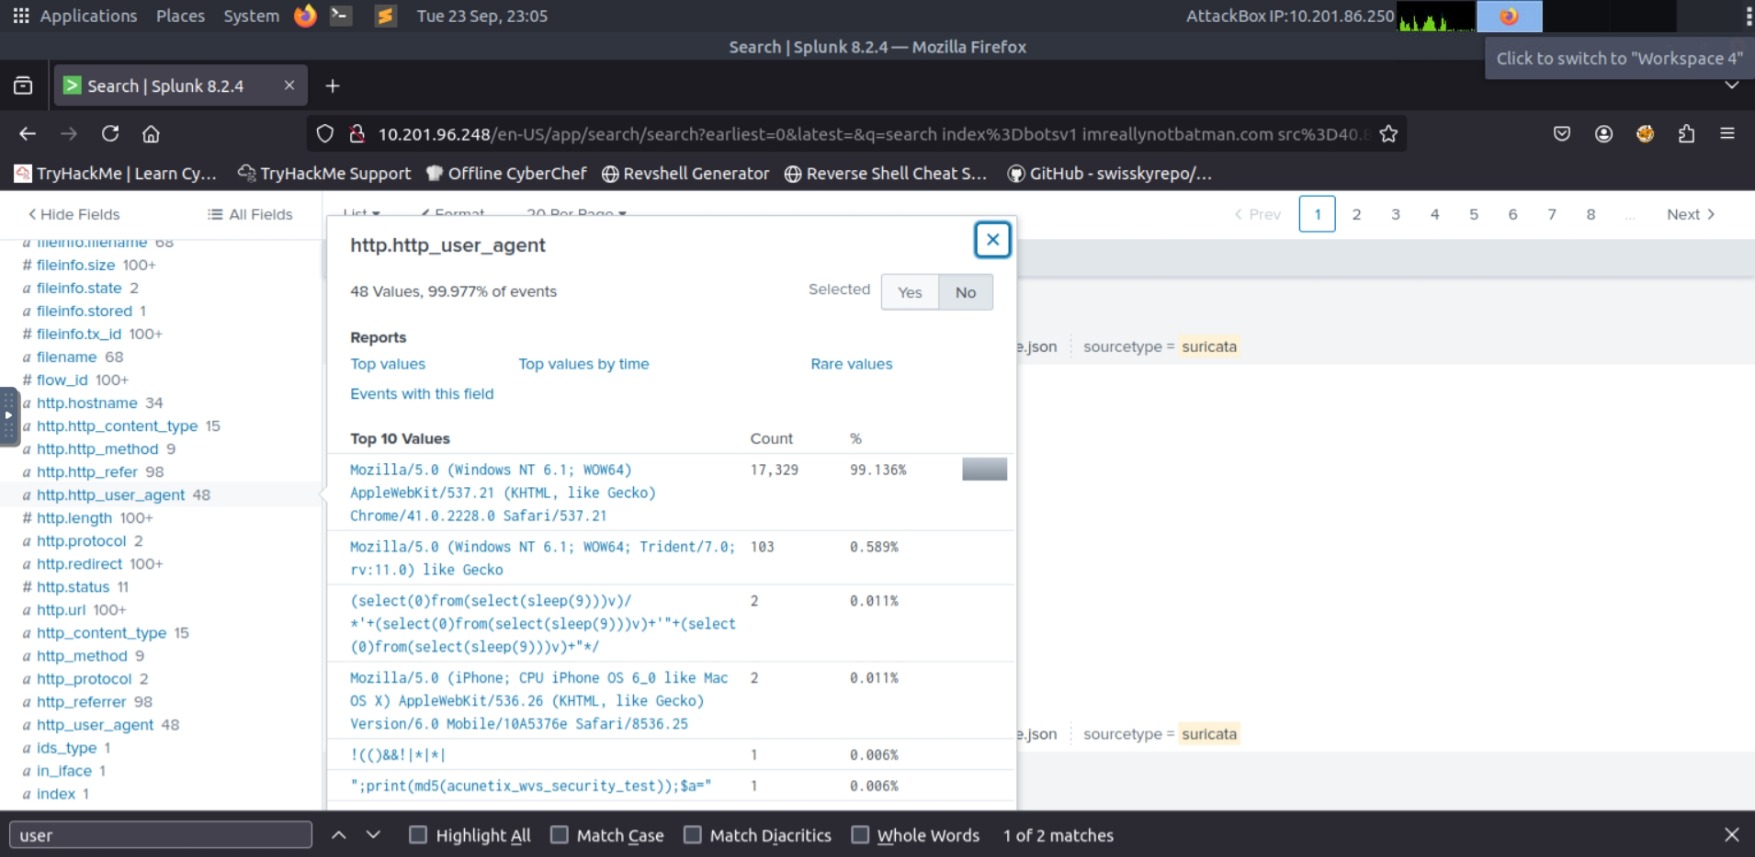 Applications Places System Tue 23 Sep, 23:05 AttackBox IP:10.201.86.250
Search | Splunk 8.2.4 — Mozilla Firefox
Click to switch to "Workspace 4"
Search | Splunk 8.2.4
10.201.96.248/en-US/app/search/search?earliest=0&latest=&q=search index%3Dbotsv1 imreallynotbatman.com src%3D40.8
TryHackMe | Learn Cy... TryHackMe Support Offline CyberChef Revshell Generator Reverse Shell Cheat S... GitHub - swisskyrepo/...
Hide Fields All Fields List Format 20 Per Page Prev 1 2 3 4 5 6 7 8 ... Next
a fileinfo.filename 68
# fileinfo.size 100+
a fileinfo.state 2
a fileinfo.stored 1
# fileinfo.tx_id 100+
a filename 68
# flow_id 100+
a http.hostname 34
a http.http_content_type 15
a http.http_method 9
a http.http_refer 98
a http.http_user_agent 48
# http.length 100+
a http.protocol 2
a http.redirect 100+
# http.status 11
a http.url 100+
a http_content_type 15
a http_method 9
a http_protocol 2
a http_referrer 98
a http_user_agent 48
a ids_type 1
a in_iface 1
a index 1
http.http_user_agent
48 Values, 99.977% of events Selected Yes No
Reports
Top values Top values by time Rare values
Events with this field
Top 10 Values Count %
Mozilla/5.0 (Windows NT 6.1; WOW64) 17,329 99.136%
AppleWebKit/537.21 (KHTML, like Gecko)
Chrome/41.0.2228.0 Safari/537.21
Mozilla/5.0 (Windows NT 6.1; WOW64; Trident/7.0; 103 0.589%
rv:11.0) like Gecko
(select(0)from(select(sleep(9)))v)/ 2 0.011%
*'+(select(0)from(select(sleep(9)))v)+'"+(select
(0)from(select(sleep(9)))v)+"*/
Mozilla/5.0 (iPhone; CPU iPhone OS 6_0 like Mac 2 0.011%
OS X) AppleWebKit/536.26 (KHTML, like Gecko)
Version/6.0 Mobile/10A5376e Safari/8536.25
!(()&&!|*|*| 1 0.006%
";print(md5(acunetix_wvs_security_test));$a=" 1 0.006%
e.json sourcetype = suricata
e.json sourcetype = suricata
user Highlight All Match Case Match Diacritics Whole Words 1 of 2 matches